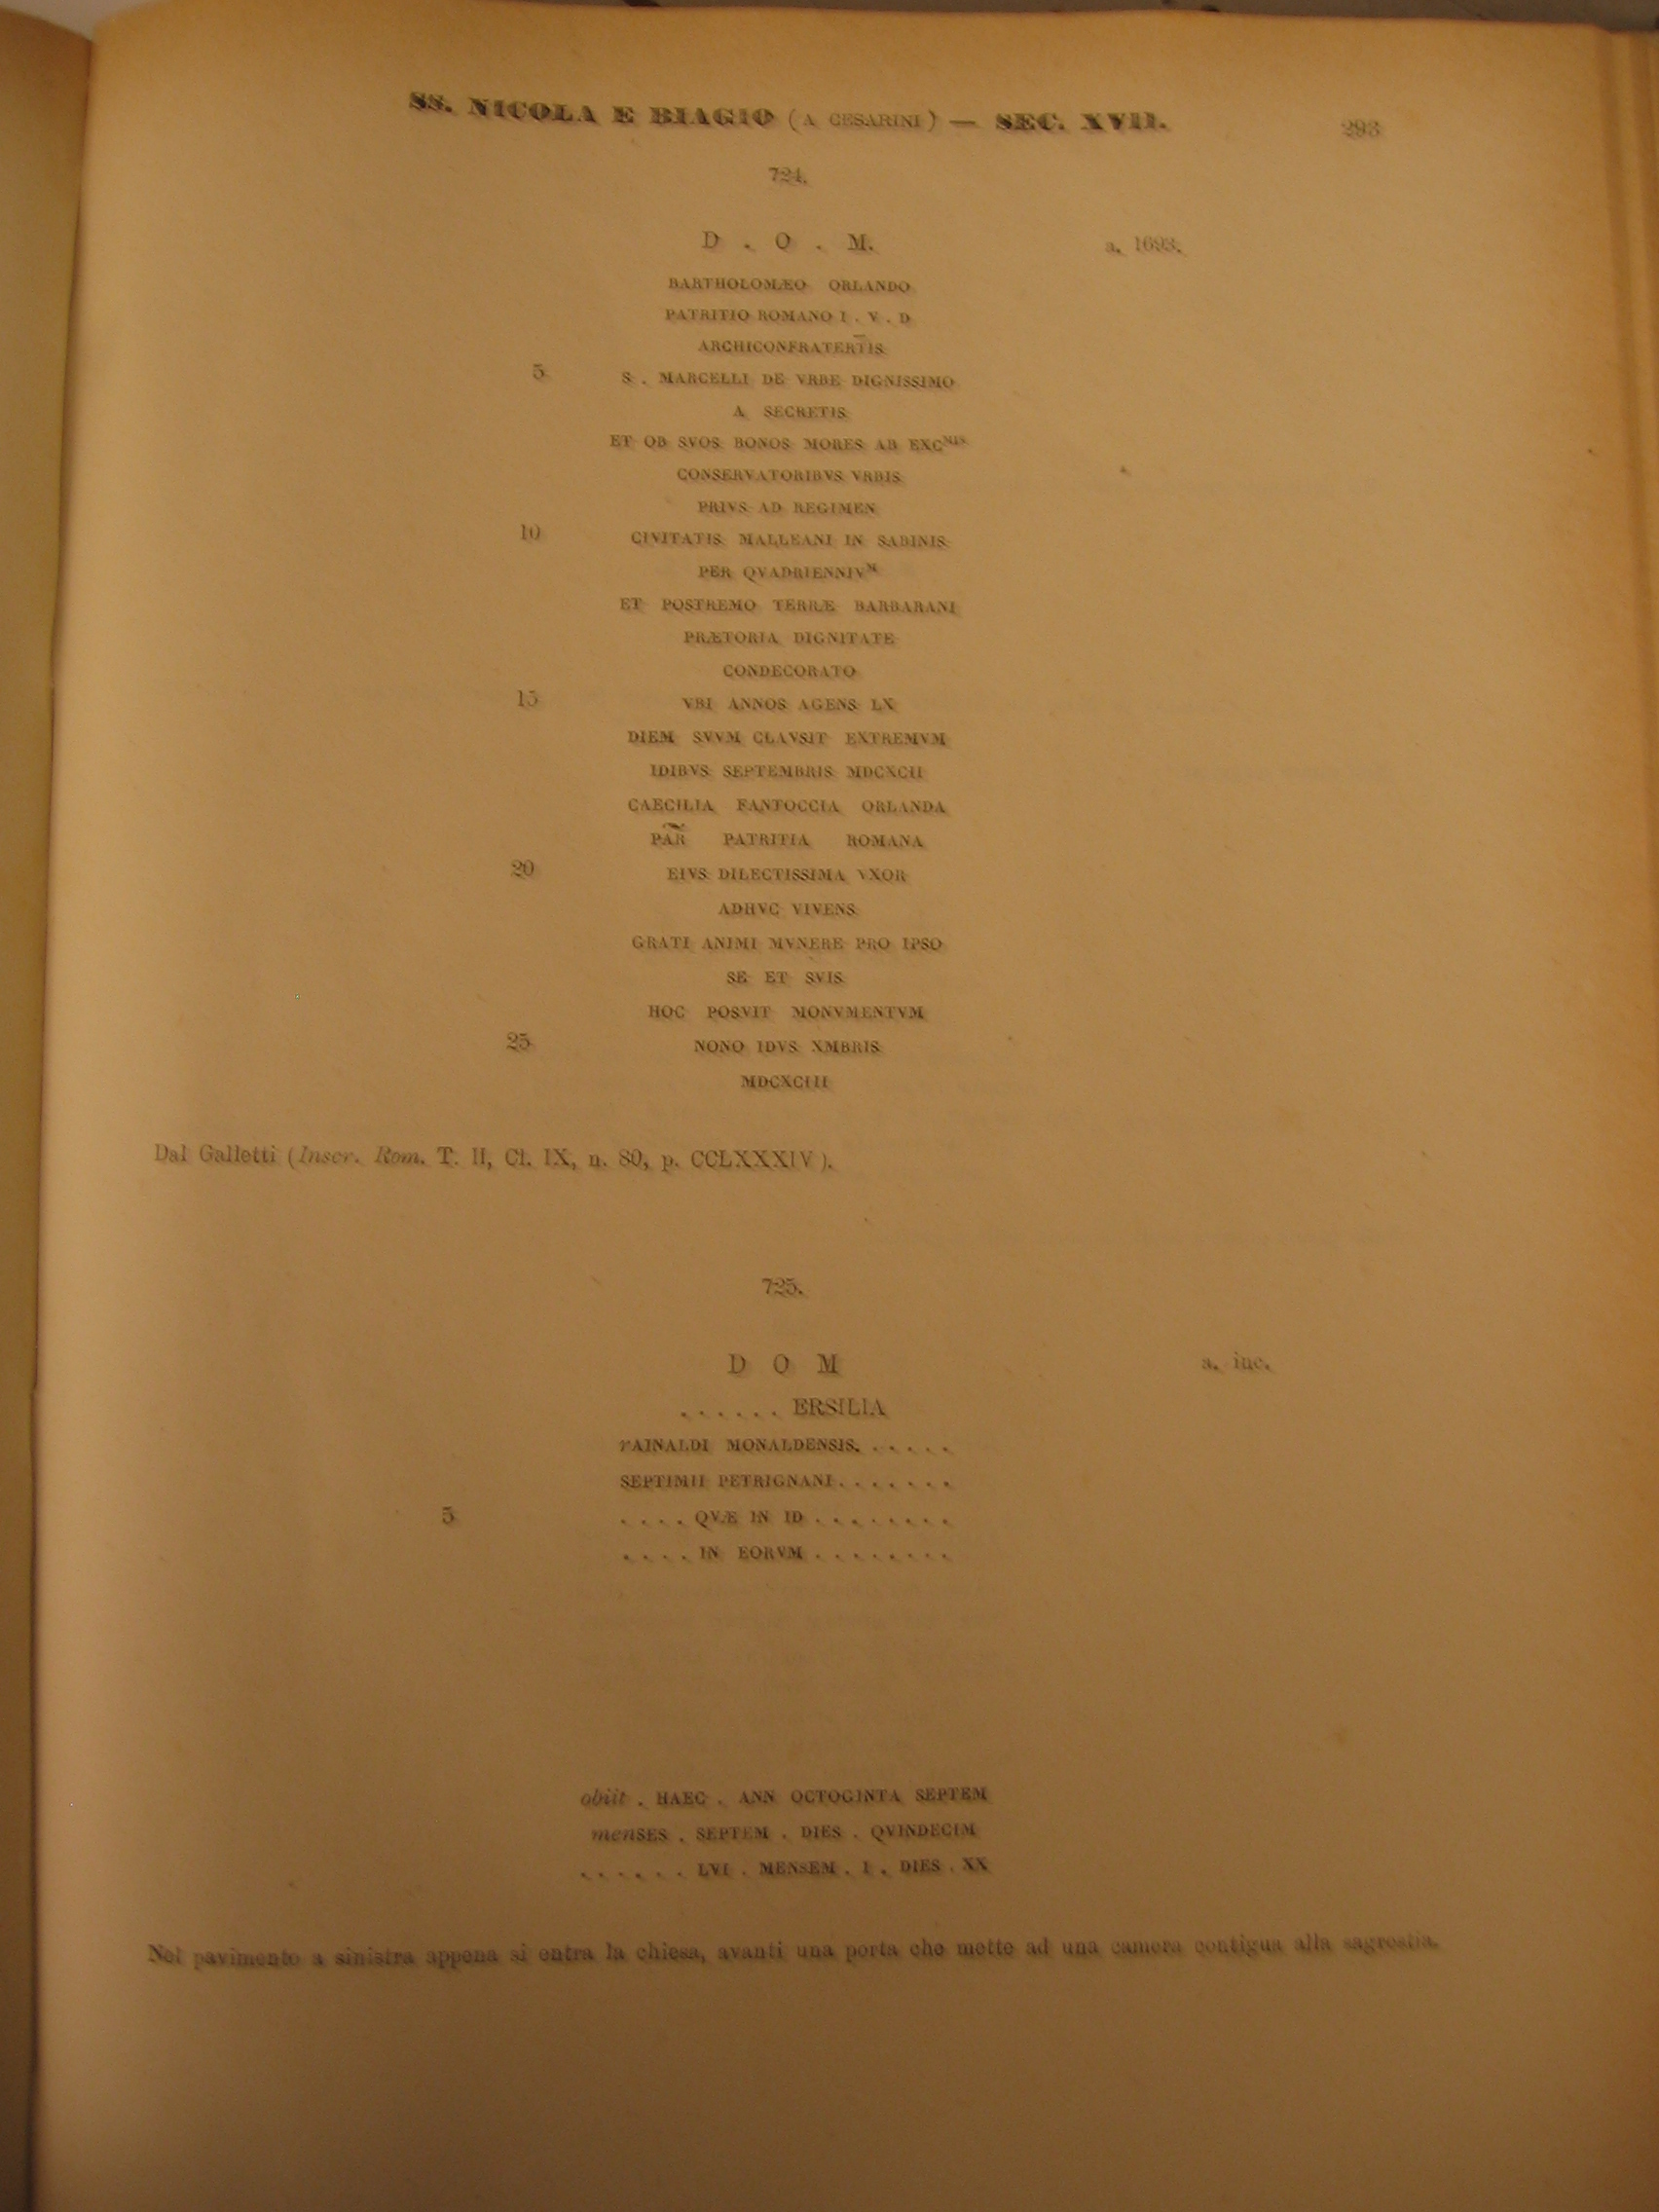 SS. NICOLA E BIAGIO (A CESARINI) — SEC. XVII. 293
724.
D . O . M. a. 1693.
BARTHOLOMÆO ORLANDO
PATRITIO ROMANO I . V . D
ARCHICONFRATERT̅IS
5 S . MARCELLI DE VRBE DIGNISSIMO
A SECRETIS
ET OB SVOS BONOS MORES AB EXCᴹᴵˢ
CONSERVATORIBVS VRBIS
PRIVS AD REGIMEN
10 CIVITATIS MALLEANI IN SABINIS
PER QVADRIENNIVᴹ
ET POSTREMO TERRÆ BARBARANI
PRÆTORIA DIGNITATE
CONDECORATO
15 VBI ANNOS AGENS LX
DIEM SVVM CLAVSIT EXTREMVM
IDIBVS SEPTEMBRIS MDCXCII
CAECILIA FANTOCCIA ORLANDA
PAR̃ PATRITIA ROMANA
20 EIVS DILECTISSIMA VXOR
ADHVC VIVENS
GRATI ANIMI MVNERE PRO IPSO
SE ET SVIS
HOC POSVIT MONVMENTVM
25 NONO IDVS XMBRIS
MDCXCIII
Dal Galletti (Inscr. Rom. T. II, Cl. IX, n. 80, p. CCLXXXIV).
725.
D O M a. inc.
. . . . . . ERSILIA
rAINALDI MONALDENSIS. . . . . .
SEPTIMII PETRIGNANI . . . . . . .
5 . . . . QVÆ IN ID . . . . . . . .
. . . . IN EORVM . . . . . . . .
obiit . HAEC . ANN OCTOGINTA SEPTEM
menSES . SEPTEM . DIES . QVINDECIM
. . . . . . LVI . MENSEM . I . DIES . XX
Nel pavimento a sinistra appena si entra la chiesa, avanti una porta che mette ad una camera contigua alla sagrestia.